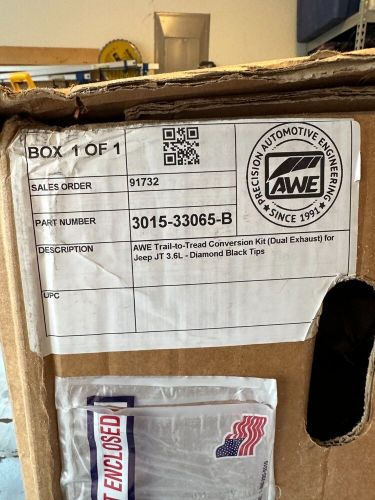 BOX 1 OF 1
PRECISION AUTOMOTIVE ENGINEERING
AWE
SINCE 1991
SALES ORDER 91732
PART NUMBER 3015-33065-B
DESCRIPTION AWE Trail-to-Tread Conversion Kit (Dual Exhaust) for
Jeep JT 3.6L - Diamond Black Tips
UPC
ENCLOSED